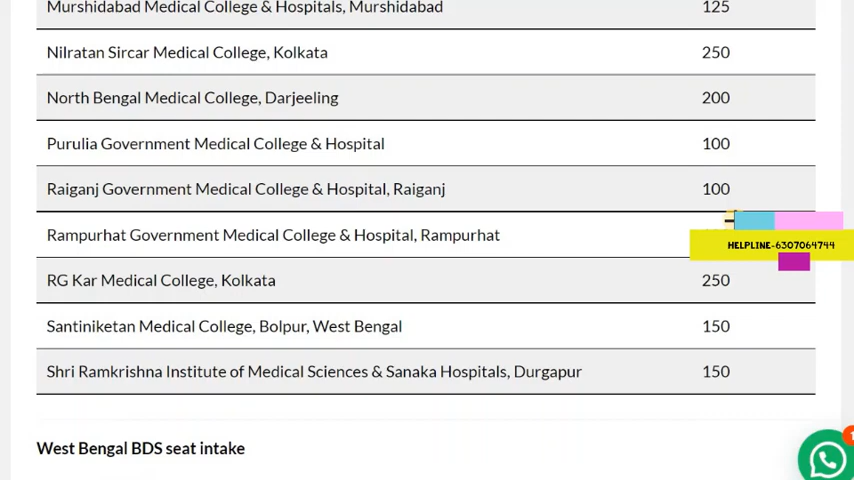 Murshidabad Medical College & Hospitals, Murshidabad 125
Nilratan Sircar Medical College, Kolkata 250
North Bengal Medical College, Darjeeling 200
Purulia Government Medical College & Hospital 100
Raiganj Government Medical College & Hospital, Raiganj 100
Rampurhat Government Medical College & Hospital, Rampurhat
HELPLINE-6307064744
RG Kar Medical College, Kolkata 250
Santiniketan Medical College, Bolpur, West Bengal 150
Shri Ramkrishna Institute of Medical Sciences & Sanaka Hospitals, Durgapur 150
West Bengal BDS seat intake